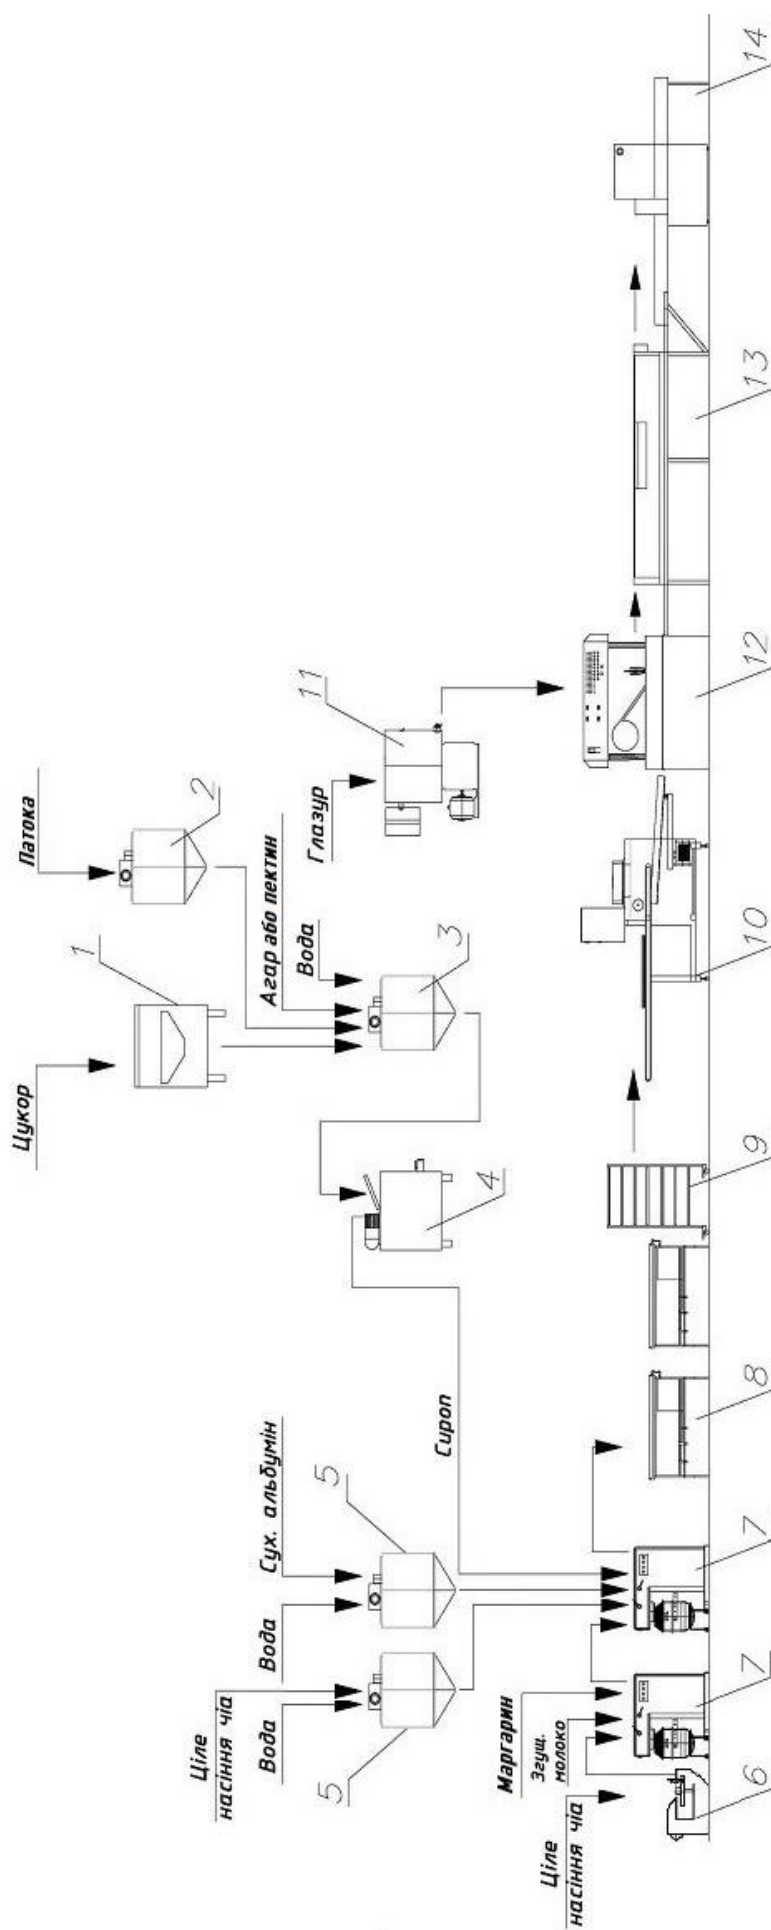 Цукор
1
Патока
2
Агар або пектин
Вода
3
4
Сироп
Сух. альбумін
Вода
5
Ціле
насіння чіа
Вода
5
Глазур
11
Маргарин
Згущ.
молоко
Ціле
насіння чіа
6
7
7
8
9
10
12
13
14